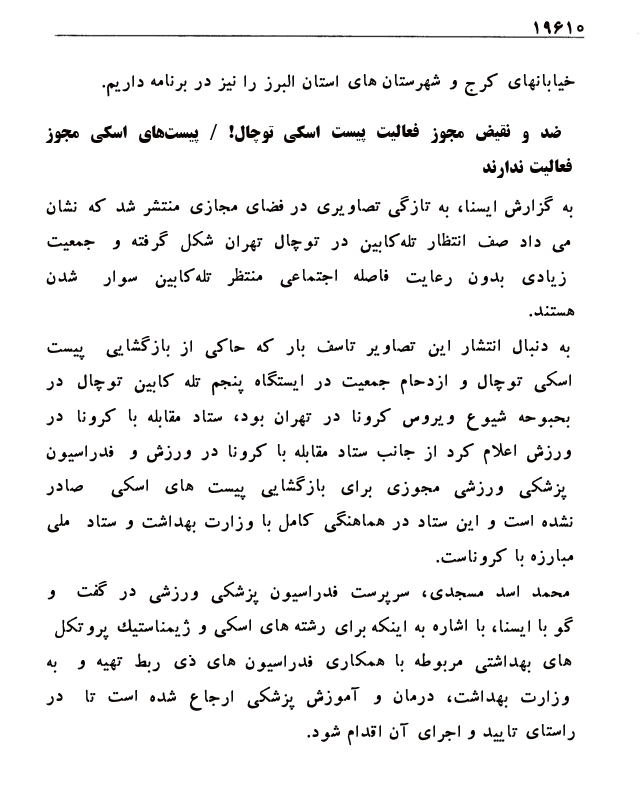 ۱۹۶۱۰
خیابانهای کرج و شهرستان های استان البرز را نیز در برنامه داریم.
ضد و نقیض مجوز فعالیت پیست اسکی توچال! / پیست‌های اسکی مجوز
فعالیت ندارند
به گزارش ایسنا، به تازگی تصاویری در فضای مجازی منتشر شد که نشان
می داد صف انتظار تله‌کابین در توچال تهران شکل گرفته و جمعیت
زیادی بدون رعایت فاصله اجتماعی منتظر تله‌کابین سوار شدن
هستند.
به دنبال انتشار این تصاویر تاسف بار که حاکی از بازگشایی پیست
اسکی توچال و ازدحام جمعیت در ایستگاه پنجم تله کابین توچال در
بحبوحه شیوع ویروس کرونا در تهران بود، ستاد مقابله با کرونا در
ورزش اعلام کرد از جانب ستاد مقابله با کرونا در ورزش و فدراسیون
پزشکی ورزشی مجوزی برای بازگشایی پیست های اسکی صادر
نشده است و این ستاد در هماهنگی کامل با وزارت بهداشت و ستاد ملی
مبارزه با کروناست.
محمد اسد مسجدی، سرپرست فدراسیون پزشکی ورزشی در گفت و
گو با ایسنا، با اشاره به اینکه برای رشته های اسکی و ژیمناستیك پروتکل
های بهداشتی مربوطه با همکاری فدراسیون های ذی ربط تهیه و به
وزارت بهداشت، درمان و آموزش پزشکی ارجاع شده است تا در
راستای تایید و اجرای آن اقدام شود.